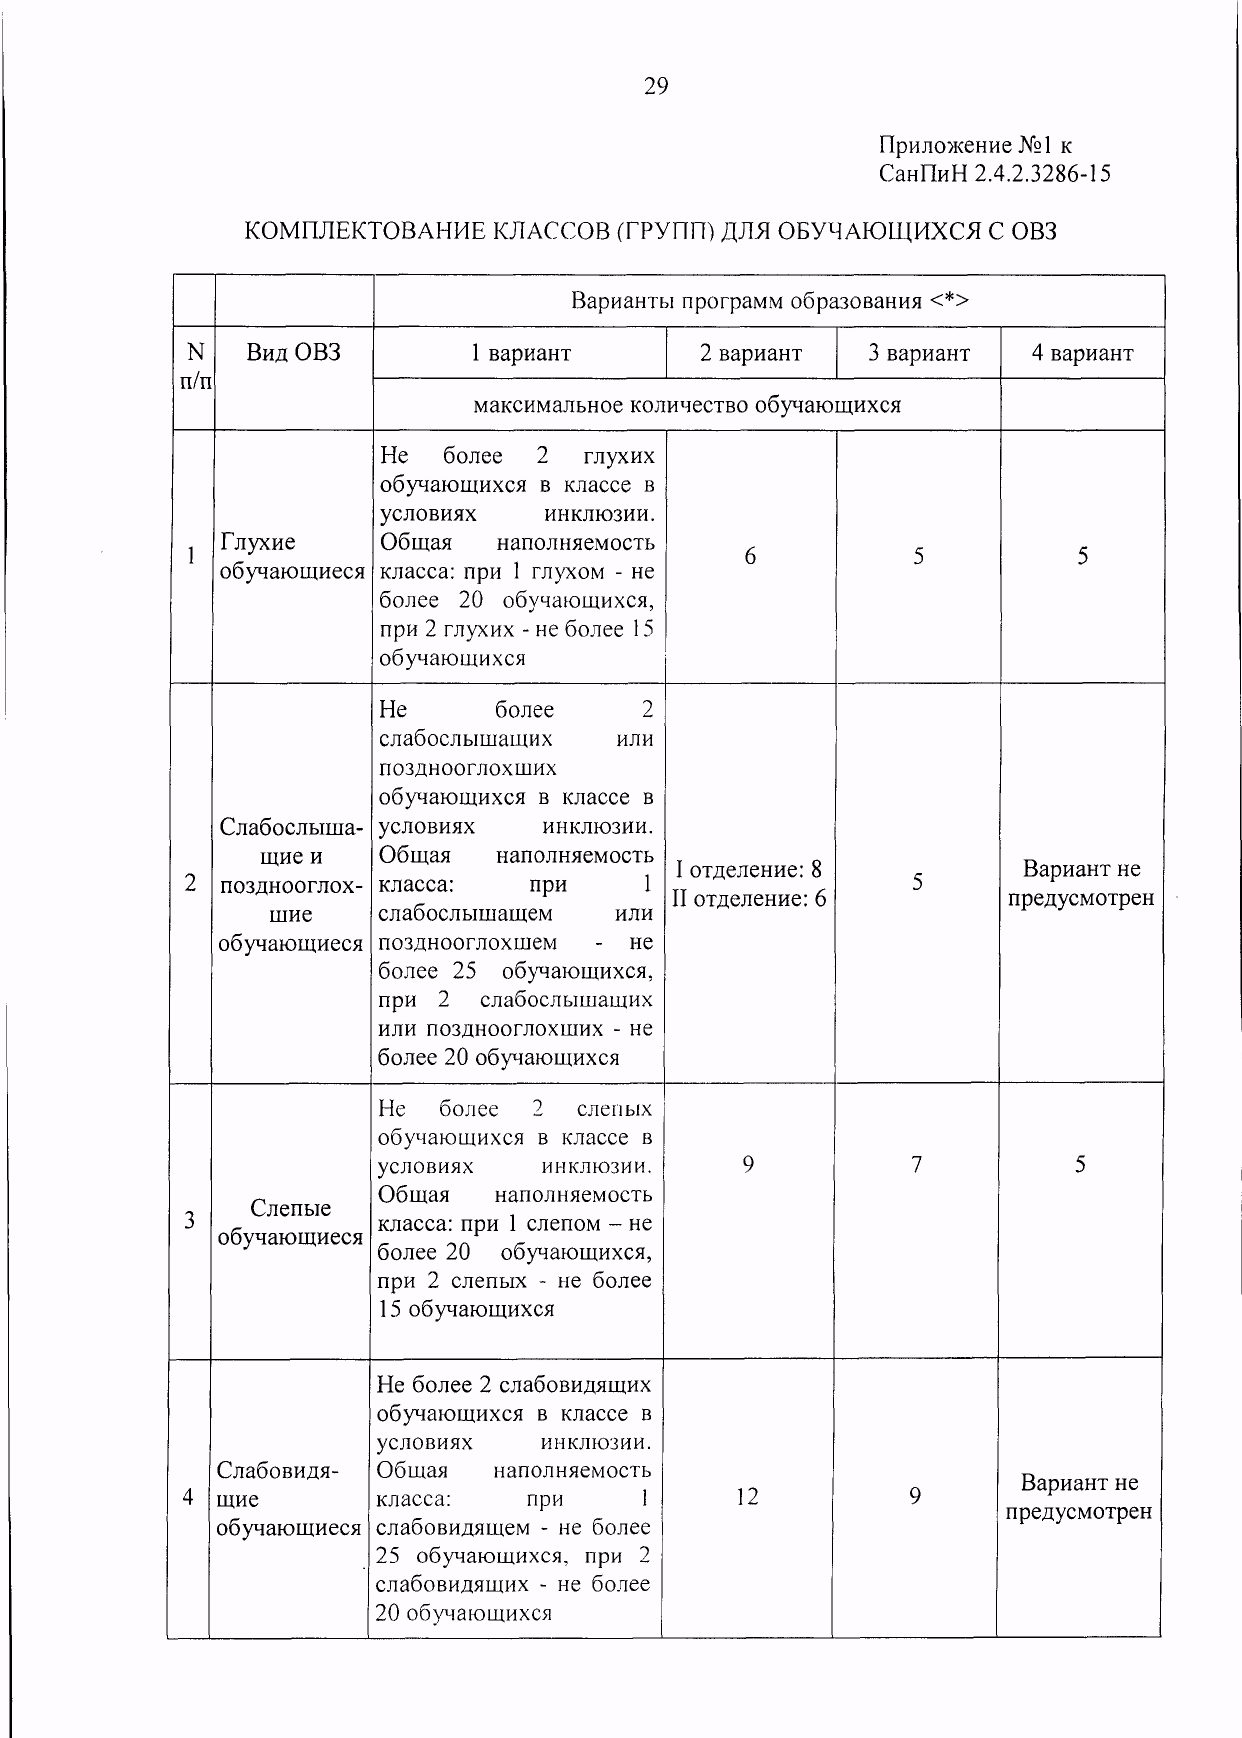 29
Приложение №1 к
СанПиН 2.4.2.3286-15
КОМПЛЕКТОВАНИЕ КЛАССОВ (ГРУПП) ДЛЯ ОБУЧАЮЩИХСЯ С ОВЗ
Варианты программ образования <*>
N
п/п
Вид ОВЗ
1 вариант
2 вариант
3 вариант
4 вариант
максимальное количество обучающихся
1
Глухие
обучающиеся
Не более 2 глухих
обучающихся в классе в
условиях инклюзии.
Общая наполняемость
класса: при 1 глухом - не
более 20 обучающихся,
при 2 глухих - не более 15
обучающихся
6
5
5
2
Слабослыша-
щие и
позднооглох-
шие
обучающиеся
Не более 2
слабослышащих или
позднооглохших
обучающихся в классе в
условиях инклюзии.
Общая наполняемость
класса: при 1
слабослышащем или
позднооглохшем - не
более 25 обучающихся,
при 2 слабослышащих
или позднооглохших - не
более 20 обучающихся
I отделение: 8
II отделение: 6
5
Вариант не
предусмотрен
3
Слепые
обучающиеся
Не более 2 слепых
обучающихся в классе в
условиях инклюзии.
Общая наполняемость
класса: при 1 слепом – не
более 20 обучающихся,
при 2 слепых - не более
15 обучающихся
9
7
5
4
Слабовидя-
щие
обучающиеся
Не более 2 слабовидящих
обучающихся в классе в
условиях инклюзии.
Общая наполняемость
класса: при 1
слабовидящем - не более
25 обучающихся, при 2
слабовидящих - не более
20 обучающихся
12
9
Вариант не
предусмотрен